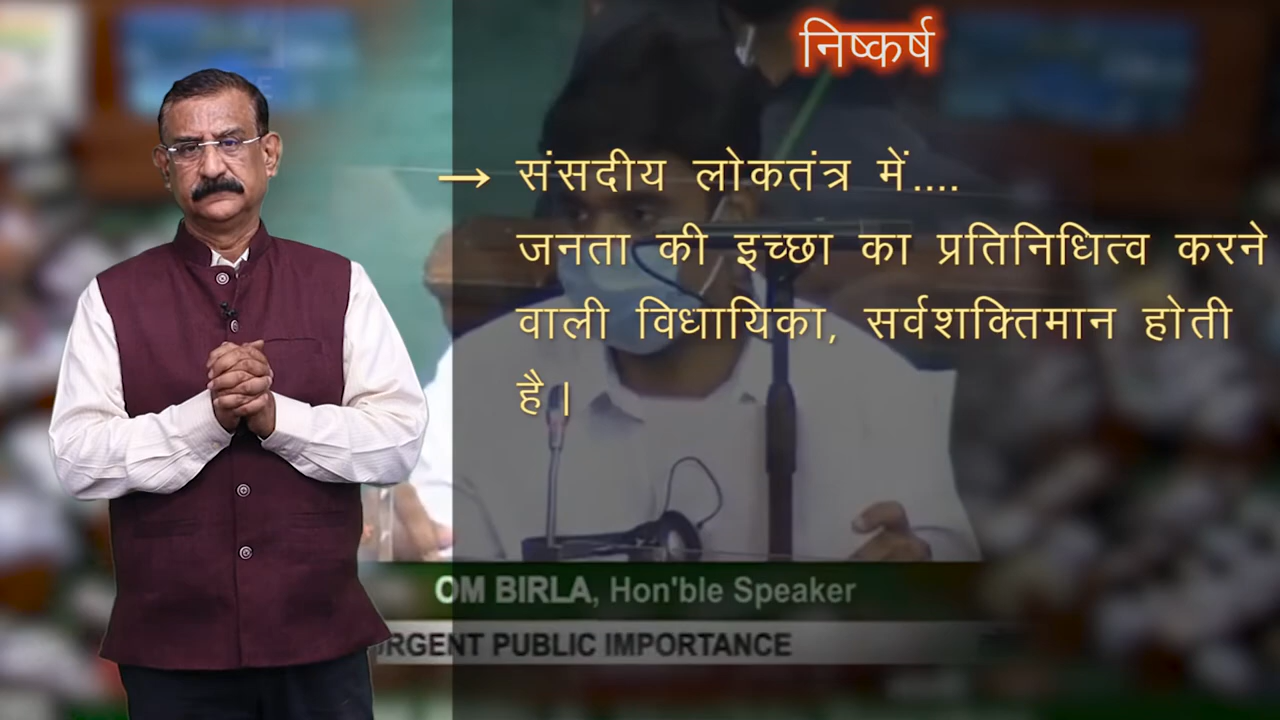 निष्कर्ष
→ संसदीय लोकतंत्र में....
जनता की इच्छा का प्रतिनिधित्व करने
वाली विधायिका, सर्वशक्तिमान होती
है।
OM BIRLA, Hon'ble Speaker
URGENT PUBLIC IMPORTANCE